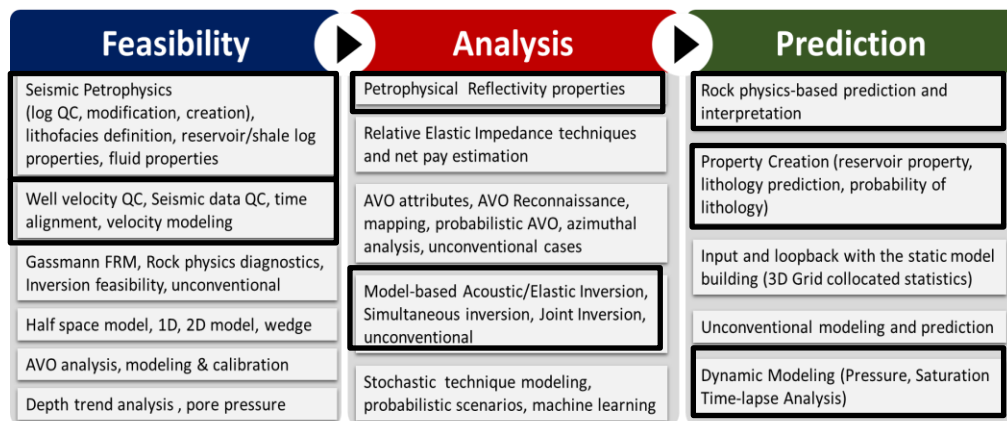 Feasibility
Seismic Petrophysics
(log QC, modification, creation),
lithofacies definition, reservoir/shale log
properties, fluid properties
Well velocity QC, Seismic data QC, time
alignment, velocity modeling
Gassmann FRM, Rock physics diagnostics,
Inversion feasibility, unconventional
Half space model, 1D, 2D model, wedge
AVO analysis, modeling & calibration
Depth trend analysis , pore pressure
Analysis
Petrophysical Reflectivity properties
Relative Elastic Impedance techniques
and net pay estimation
AVO attributes, AVO Reconnaissance,
mapping, probabilistic AVO, azimuthal
analysis, unconventional cases
Model-based Acoustic/Elastic Inversion,
Simultaneous inversion, Joint Inversion,
unconventional
Stochastic technique modeling,
probabilistic scenarios, machine learning
Prediction
Rock physics-based prediction and
interpretation
Property Creation (reservoir property,
lithology prediction, probability of
lithology)
Input and loopback with the static model
building (3D Grid collocated statistics)
Unconventional modeling and prediction
Dynamic Modeling (Pressure, Saturation
Time-lapse Analysis)